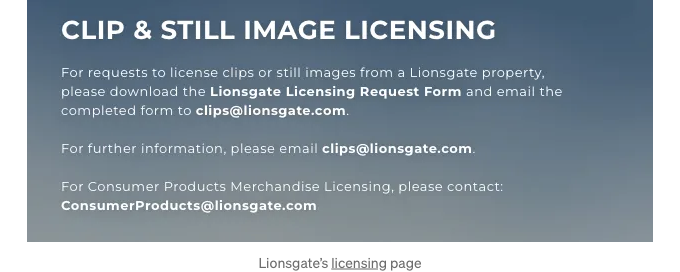 CLIP & STILL IMAGE LICENSING
For requests to license clips or still images from a Lionsgate property,
please download the Lionsgate Licensing Request Form and email the
completed form to clips@lionsgate.com.
For further information, please email clips@lionsgate.com.
For Consumer Products Merchandise Licensing, please contact:
ConsumerProducts@lionsgate.com
Lionsgate's licensing page